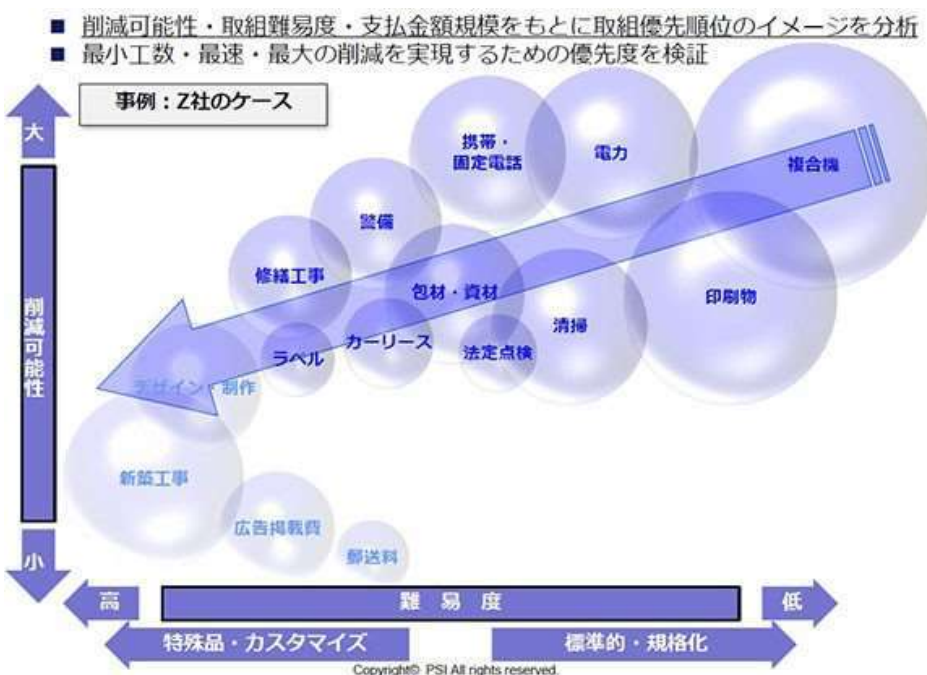 ■ 削減可能性・取組難易度・支払金額規模をもとに取組優先順位のイメージを分析
■ 最小工数・最速・最大の削減を実現するための優先度を検証
事例：Z社のケース
大
携帯・
固定電話
電力
複合機
警備
修繕工事
包材・資材
印刷物
清掃
カーリース
ラベル
法定点検
削減可能性
デザイン・制作
新築工事
広告掲載費
郵送料
小
高
難易度
低
特殊品・カスタマイズ
標準的・規格化
Copyright© PSI All rights reserved.